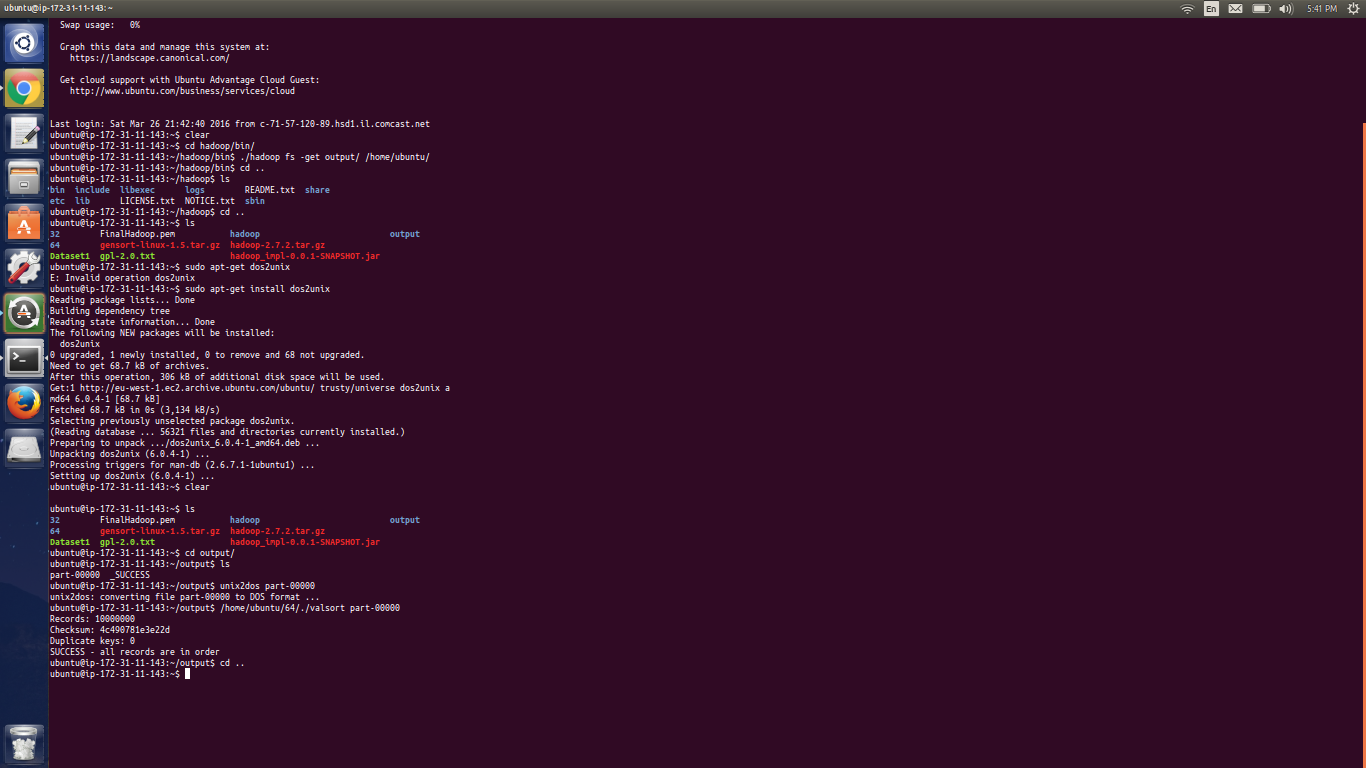 ubuntu@ip-172-31-11-143: ~
En
5:41 PM
Swap usage:   0%
Graph this data and manage this system at:
https://landscape.canonical.com/
Get cloud support with Ubuntu Advantage Cloud Guest:
http://www.ubuntu.com/business/services/cloud
Last login: Sat Mar 26 21:42:40 2016 from c-71-57-120-89.hsd1.il.comcast.net
ubuntu@ip-172-31-11-143:~$ clear
ubuntu@ip-172-31-11-143:~$ cd hadoop/bin/
ubuntu@ip-172-31-11-143:~/hadoop/bin$ ./hadoop fs -get output/ /home/ubuntu/
ubuntu@ip-172-31-11-143:~/hadoop/bin$ cd ..
ubuntu@ip-172-31-11-143:~/hadoop$ ls
bin  include  libexec      logs        README.txt  share
etc  lib      LICENSE.txt  NOTICE.txt  sbin
ubuntu@ip-172-31-11-143:~/hadoop$ cd ..
ubuntu@ip-172-31-11-143:~$ ls
32        FinalHadoop.pem           hadoop                          output
64        gensort-linux-1.5.tar.gz  hadoop-2.7.2.tar.gz
Dataset1  gpl-2.0.txt               hadoop_impl-0.0.1-SNAPSHOT.jar
ubuntu@ip-172-31-11-143:~$ sudo apt-get dos2unix
E: Invalid operation dos2unix
ubuntu@ip-172-31-11-143:~$ sudo apt-get install dos2unix
Reading package lists... Done
Building dependency tree
Reading state information... Done
The following NEW packages will be installed:
dos2unix
0 upgraded, 1 newly installed, 0 to remove and 68 not upgraded.
Need to get 68.7 kB of archives.
After this operation, 306 kB of additional disk space will be used.
Get:1 http://eu-west-1.ec2.archive.ubuntu.com/ubuntu/ trusty/universe dos2unix a
md64 6.0.4-1 [68.7 kB]
Fetched 68.7 kB in 0s (3,134 kB/s)
Selecting previously unselected package dos2unix.
(Reading database ... 56321 files and directories currently installed.)
Preparing to unpack .../dos2unix_6.0.4-1_amd64.deb ...
Unpacking dos2unix (6.0.4-1) ...
Processing triggers for man-db (2.6.7.1-1ubuntu1) ...
Setting up dos2unix (6.0.4-1) ...
ubuntu@ip-172-31-11-143:~$ clear
ubuntu@ip-172-31-11-143:~$ ls
32        FinalHadoop.pem           hadoop                          output
64        gensort-linux-1.5.tar.gz  hadoop-2.7.2.tar.gz
Dataset1  gpl-2.0.txt               hadoop_impl-0.0.1-SNAPSHOT.jar
ubuntu@ip-172-31-11-143:~$ cd output/
ubuntu@ip-172-31-11-143:~/output$ ls
part-00000  _SUCCESS
ubuntu@ip-172-31-11-143:~/output$ unix2dos part-00000
unix2dos: converting file part-00000 to DOS format ...
ubuntu@ip-172-31-11-143:~/output$ /home/ubuntu/64/./valsort part-00000
Records: 10000000
Checksum: 4c490781e3e22d
Duplicate keys: 0
SUCCESS - all records are in order
ubuntu@ip-172-31-11-143:~/output$ cd ..
ubuntu@ip-172-31-11-143:~$